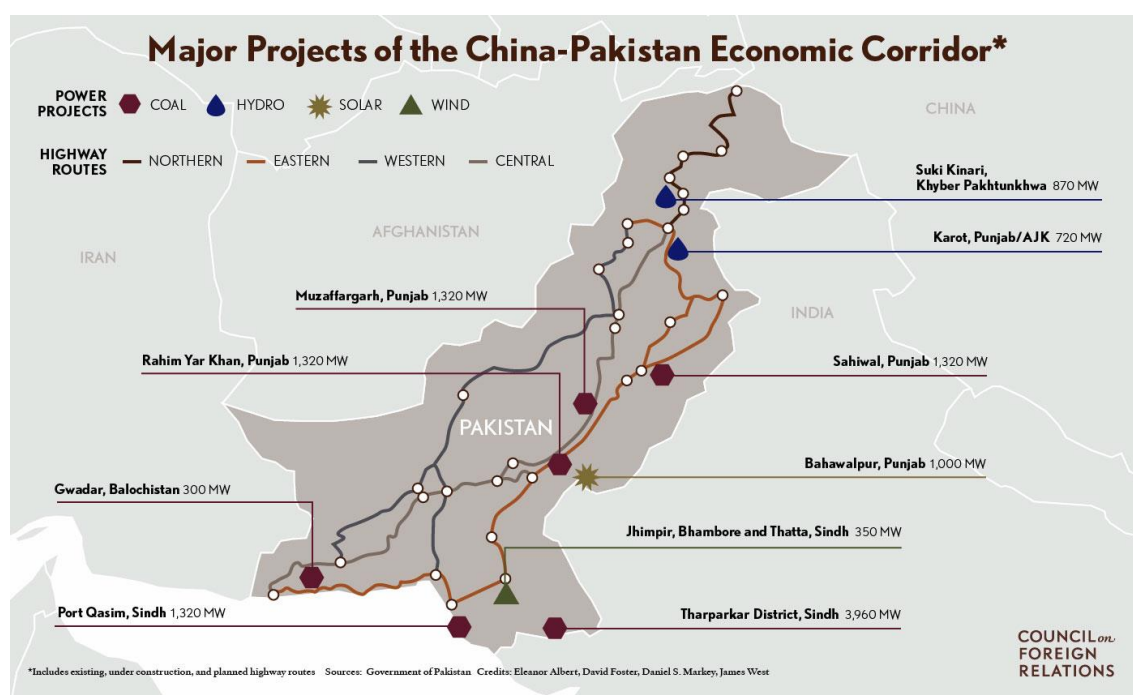 Major Projects of the China-Pakistan Economic Corridor*
POWER
PROJECTS
COAL
HYDRO
SOLAR
WIND
HIGHWAY
ROUTES
NORTHERN
EASTERN
WESTERN
CENTRAL
CHINA
Suki Kinari,
Khyber Pakhtunkhwa 870 MW
AFGHANISTAN
Karot, Punjab/AJK 720 MW
IRAN
Muzaffargarh, Punjab 1,320 MW
INDIA
Rahim Yar Khan, Punjab 1,320 MW
Sahiwal, Punjab 1,320 MW
PAKISTAN
Bahawalpur, Punjab 1,000 MW
Gwadar, Balochistan 300 MW
Jhimpir, Bhambore and Thatta, Sindh 350 MW
Port Qasim, Sindh 1,320 MW
Tharparkar District, Sindh 3,960 MW
COUNCIL on
FOREIGN
RELATIONS
*Includes existing, under construction, and planned highway routes Sources: Government of Pakistan Credits: Eleanor Albert, David Foster, Daniel S. Markey, James West